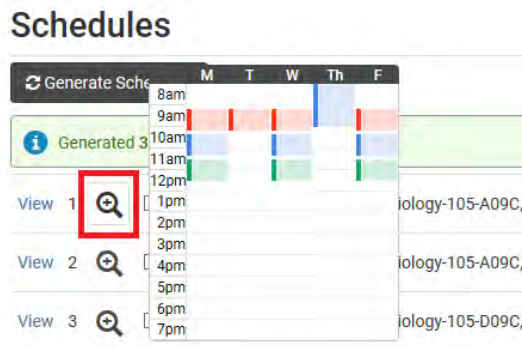 Schedules
Generate Sche
M T W Th F
8am
9am
Generated 3
10am
11am
12pm
View 1
1pm
iology-105-A09C,
2pm
3pm
View 2
4pm
iology-105-A09C,
5pm
6pm
View 3
7pm
iology-105-D09C,